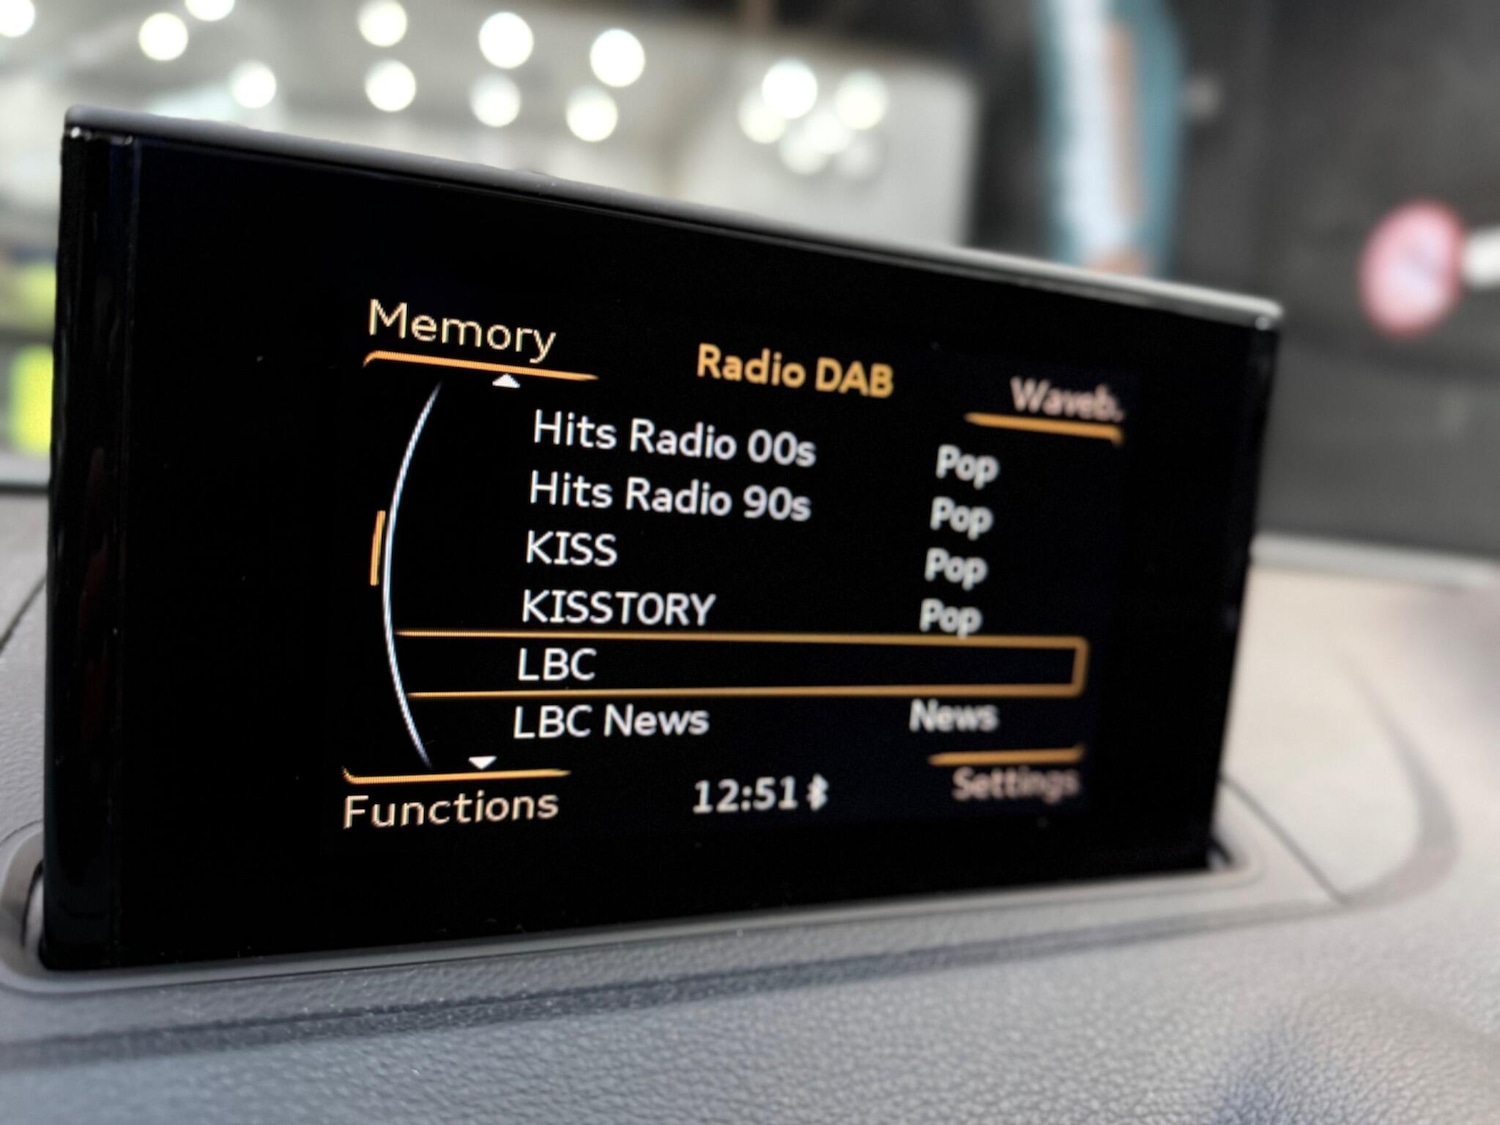 Memory
Radio DAB
Waveb.
Hits Radio 00s Pop
Hits Radio 90s Pop
KISS Pop
KISSTORY Pop
LBC
LBC News News
Functions
12:51
Settings